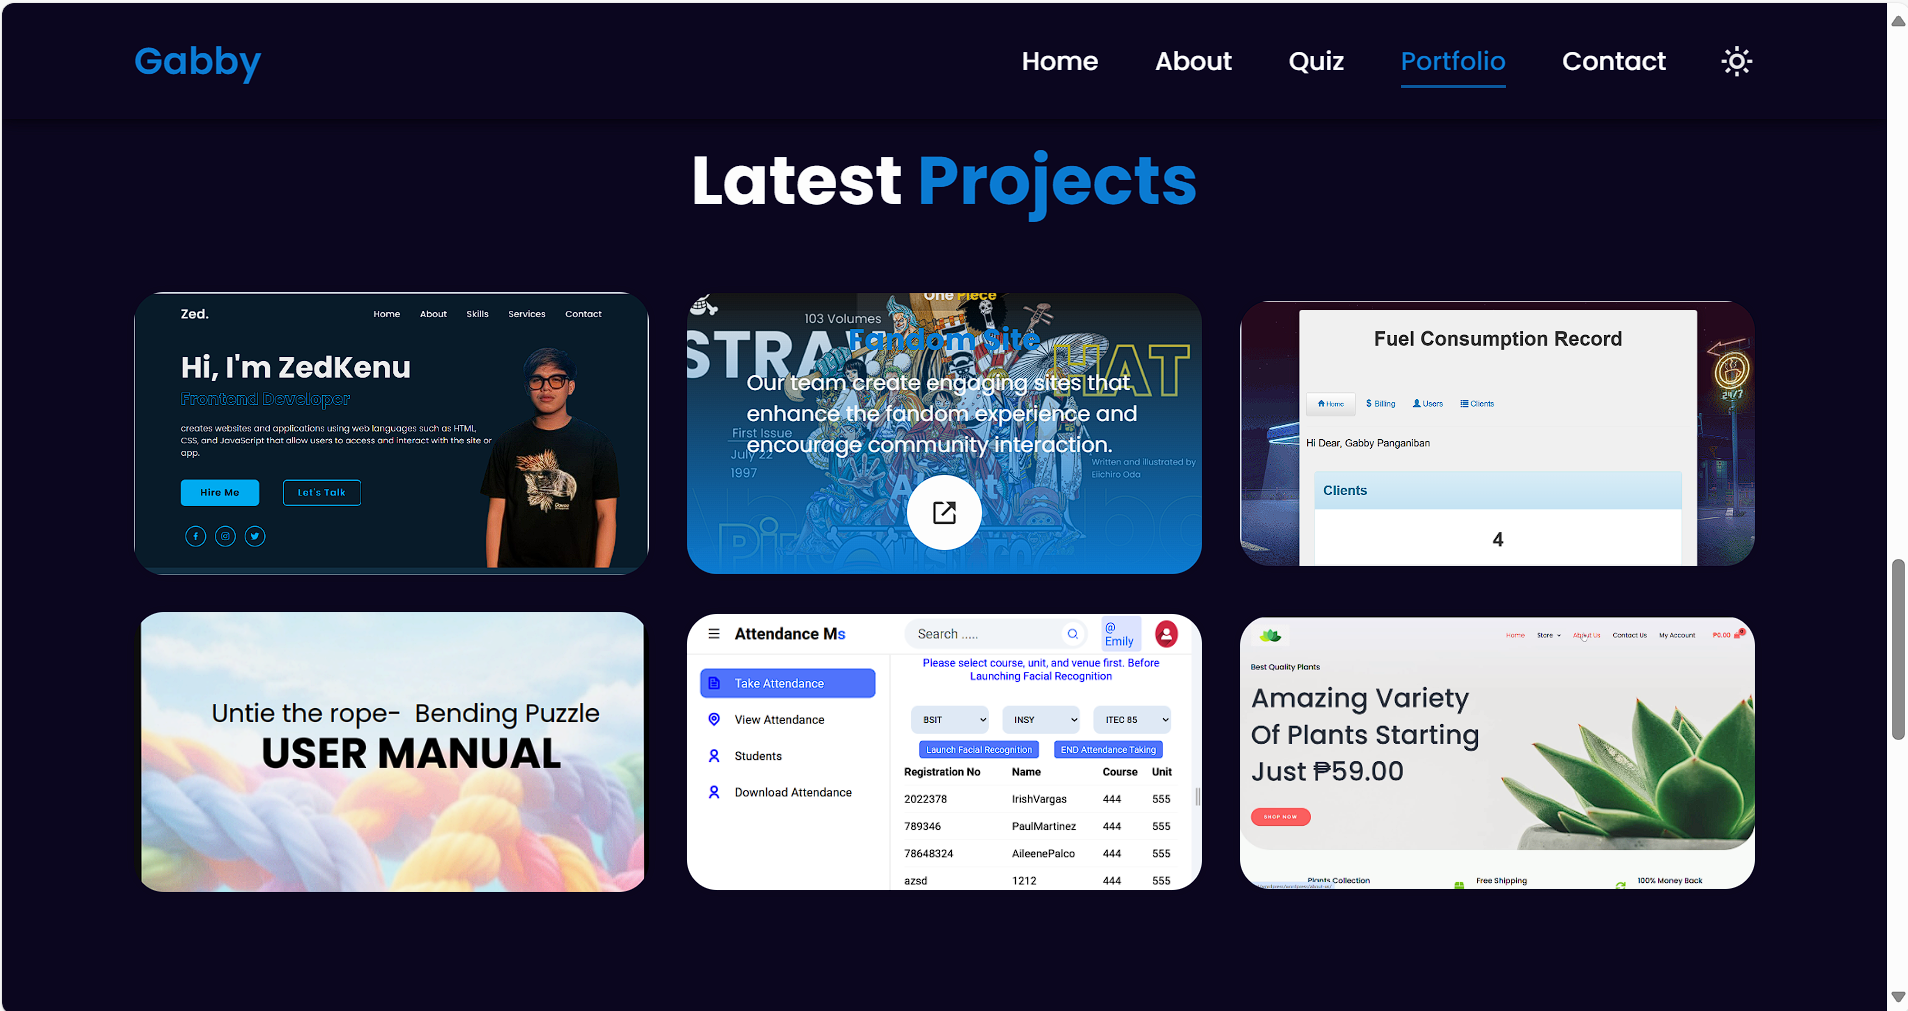 Gabby
Home About Quiz Portfolio Contact
Latest Projects
Zed.
Home About Skills Services Contact
Hi, I'm ZedKenu
Frontend Developer
creates websites and applications using web languages such as HTML,
CSS, and JavaScript that allow users to access and interact with the site or
app.
Hire Me Let's Talk
One Piece
103 Volumes
STRA HAT
Fandom Site
Our team create engaging sites that
enhance the fandom experience and
encourage community interaction.
First Issue
July 22
1997
Written and illustrated by
Eiichiro Oda
About
Fuel Consumption Record
Home $ Billing Users Clients
Hi Dear, Gabby Panganiban
Clients
4
24/7
Untie the rope- Bending Puzzle
USER MANUAL
Attendance Ms
Search .....
@
Emily
Take Attendance
View Attendance
Students
Download Attendance
Please select course, unit, and venue first. Before
Launching Facial Recognition
BSIT INSY ITEC 85
Launch Facial Recognition END Attendance Taking
Registration No Name Course Unit
2022378 IrishVargas 444 555
789346 PaulMartinez 444 555
78648324 AileenePalco 444 555
azsd 1212 444 555
Home Store About Us Contact Us My Account ₱0.00
Best Quality Plants
Amazing Variety
Of Plants Starting
Just ₱59.00
SHOP NOW
Plants Collection Free Shipping 100% Money Back